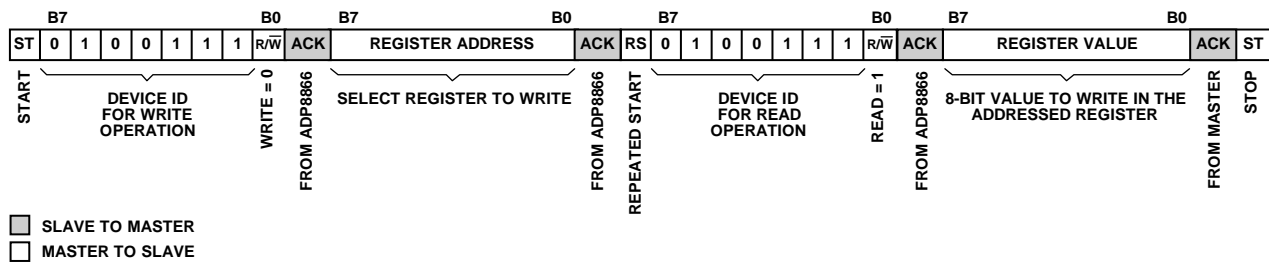 B7 B0 B7 B0 B7 B0 B7 B0
ST 0 1 0 0 1 1 1 R/W̅ ACK REGISTER ADDRESS ACK RS 0 1 0 0 1 1 1 R/W̅ ACK REGISTER VALUE ACK ST
START
DEVICE ID
FOR WRITE
OPERATION
WRITE = 0
FROM ADP8866
SELECT REGISTER TO WRITE
FROM ADP8866
REPEATED START
DEVICE ID
FOR READ
OPERATION
READ = 1
FROM ADP8866
8-BIT VALUE TO WRITE IN THE
ADDRESSED REGISTER
FROM MASTER
STOP
SLAVE TO MASTER
MASTER TO SLAVE